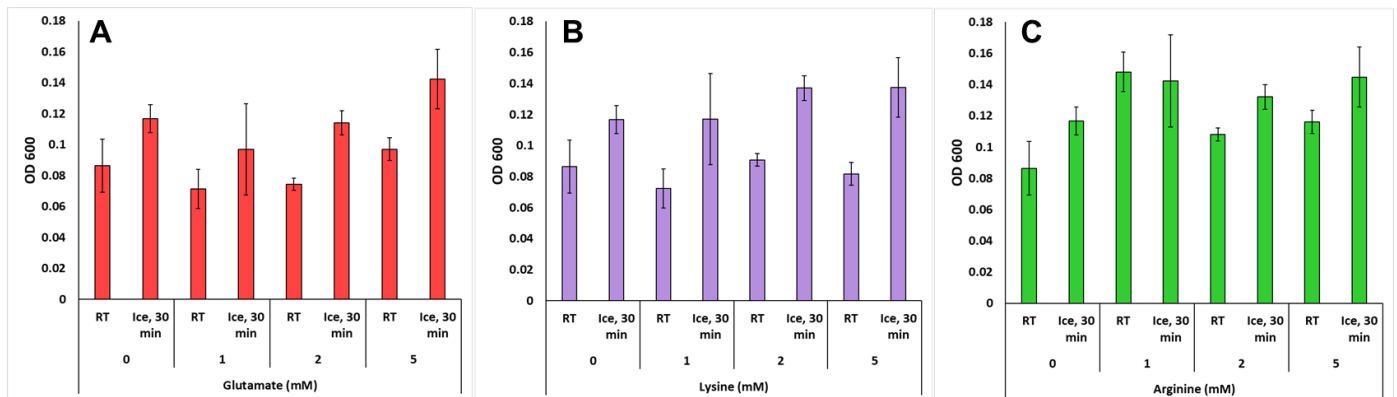 A
OD 600
0.18
0.16
0.14
0.12
0.1
0.08
0.06
0.04
0.02
0
RT Ice, 30 min RT Ice, 30 min RT Ice, 30 min RT Ice, 30 min
0 1 2 5
Glutamate (mM)
B
OD 600
0.18
0.16
0.14
0.12
0.1
0.08
0.06
0.04
0.02
0
RT Ice, 30 min RT Ice, 30 min RT Ice, 30 min RT Ice, 30 min
0 1 2 5
Lysine (mM)
C
OD 600
0.18
0.16
0.14
0.12
0.1
0.08
0.06
0.04
0.02
0
RT Ice, 30 min RT Ice, 30 min RT Ice, 30 min RT Ice, 30 min
0 1 2 5
Arginine (mM)